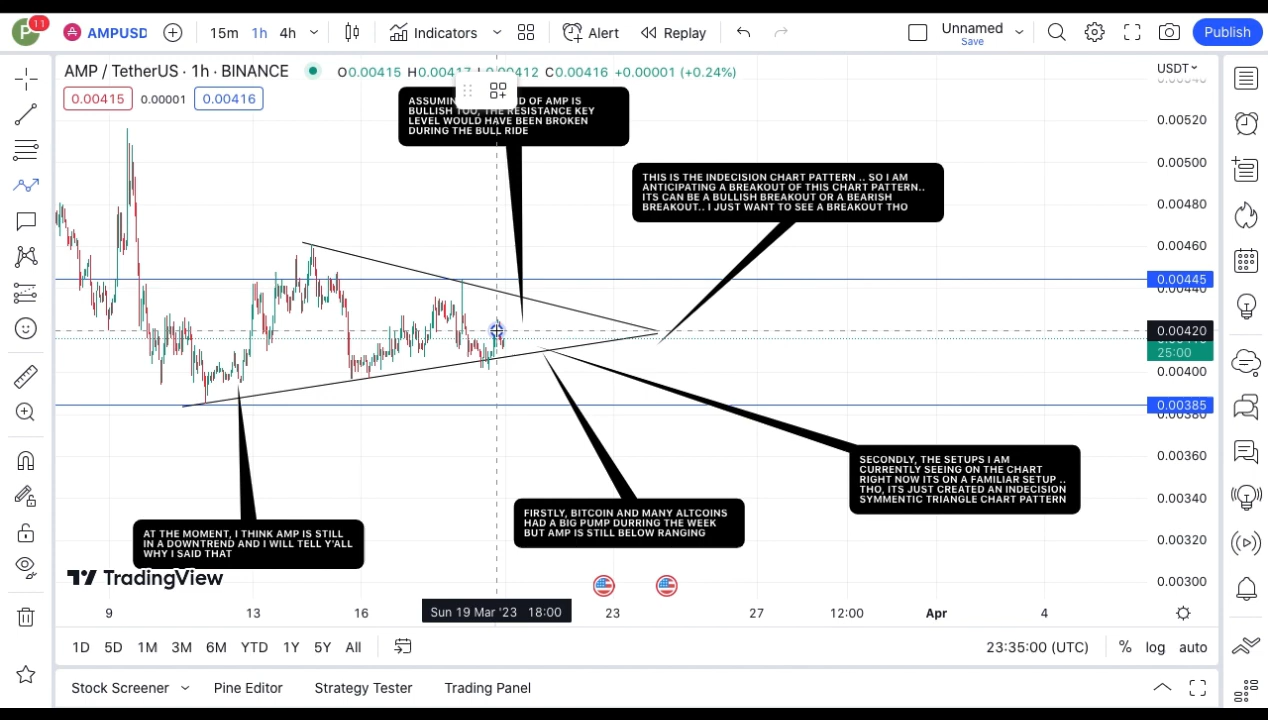 P 11 AMPUSD 15m 1h 4h Indicators Alert Replay Unnamed Save Publish
AMP / TetherUS · 1h · BINANCE O0.00415 H0.00417 L0.00412 C0.00416 +0.00001 (+0.24%) USDT
0.00415 0.00001 0.00416
ASSUMIN D OF AMP IS
BULLISH TOO, THE RESISTANCE KEY
LEVEL WOULD HAVE BEEN BROKEN
DURING THE BULL RIDE
THIS IS THE INDECISION CHART PATTERN .. SO I AM
ANTICIPATING A BREAKOUT OF THIS CHART PATTERN..
ITS CAN BE A BULLISH BREAKOUT OR A BEARISH
BREAKOUT.. I JUST WANT TO SEE A BREAKOUT THO
0.00540
0.00520
0.00500
0.00480
0.00460
0.00445
0.00440
0.00420
25:00
0.00400
0.00385
0.00380
0.00360
0.00340
0.00320
0.00300
SECONDLY, THE SETUPS I AM
CURRENTLY SEEING ON THE CHART
RIGHT NOW ITS ON A FAMILIAR SETUP ..
THO, ITS JUST CREATED AN INDECISION
SYMMENTIC TRIANGLE CHART PATTERN
FIRSTLY, BITCOIN AND MANY ALTCOINS
HAD A BIG PUMP DURRING THE WEEK
BUT AMP IS STILL BELOW RANGING
AT THE MOMENT, I THINK AMP IS STILL
IN A DOWNTREND AND I WILL TELL Y'ALL
WHY I SAID THAT
TradingView
9 13 16 Sun 19 Mar '23 18:00 23 27 12:00 Apr 4
1D 5D 1M 3M 6M YTD 1Y 5Y All 23:35:00 (UTC) % log auto
Stock Screener Pine Editor Strategy Tester Trading Panel